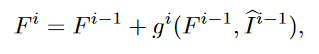 $F^{i} = F^{i-1} + g^{i}(F^{i-1}, \widehat{I}^{i-1}),$